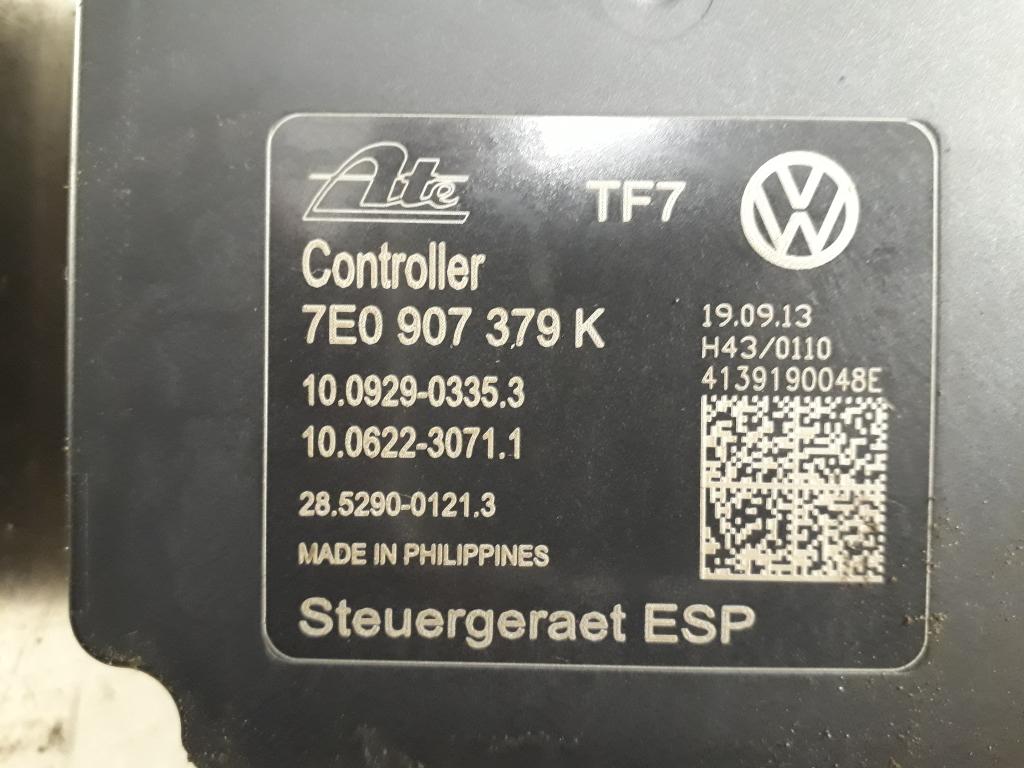 Ate
TF7
Controller
7E0 907 379 K
10.0929-0335.3
10.0622-3071.1
28.5290-0121.3
MADE IN PHILIPPINES
19.09.13
H43/0110
4139190048E
Steuergeraet ESP